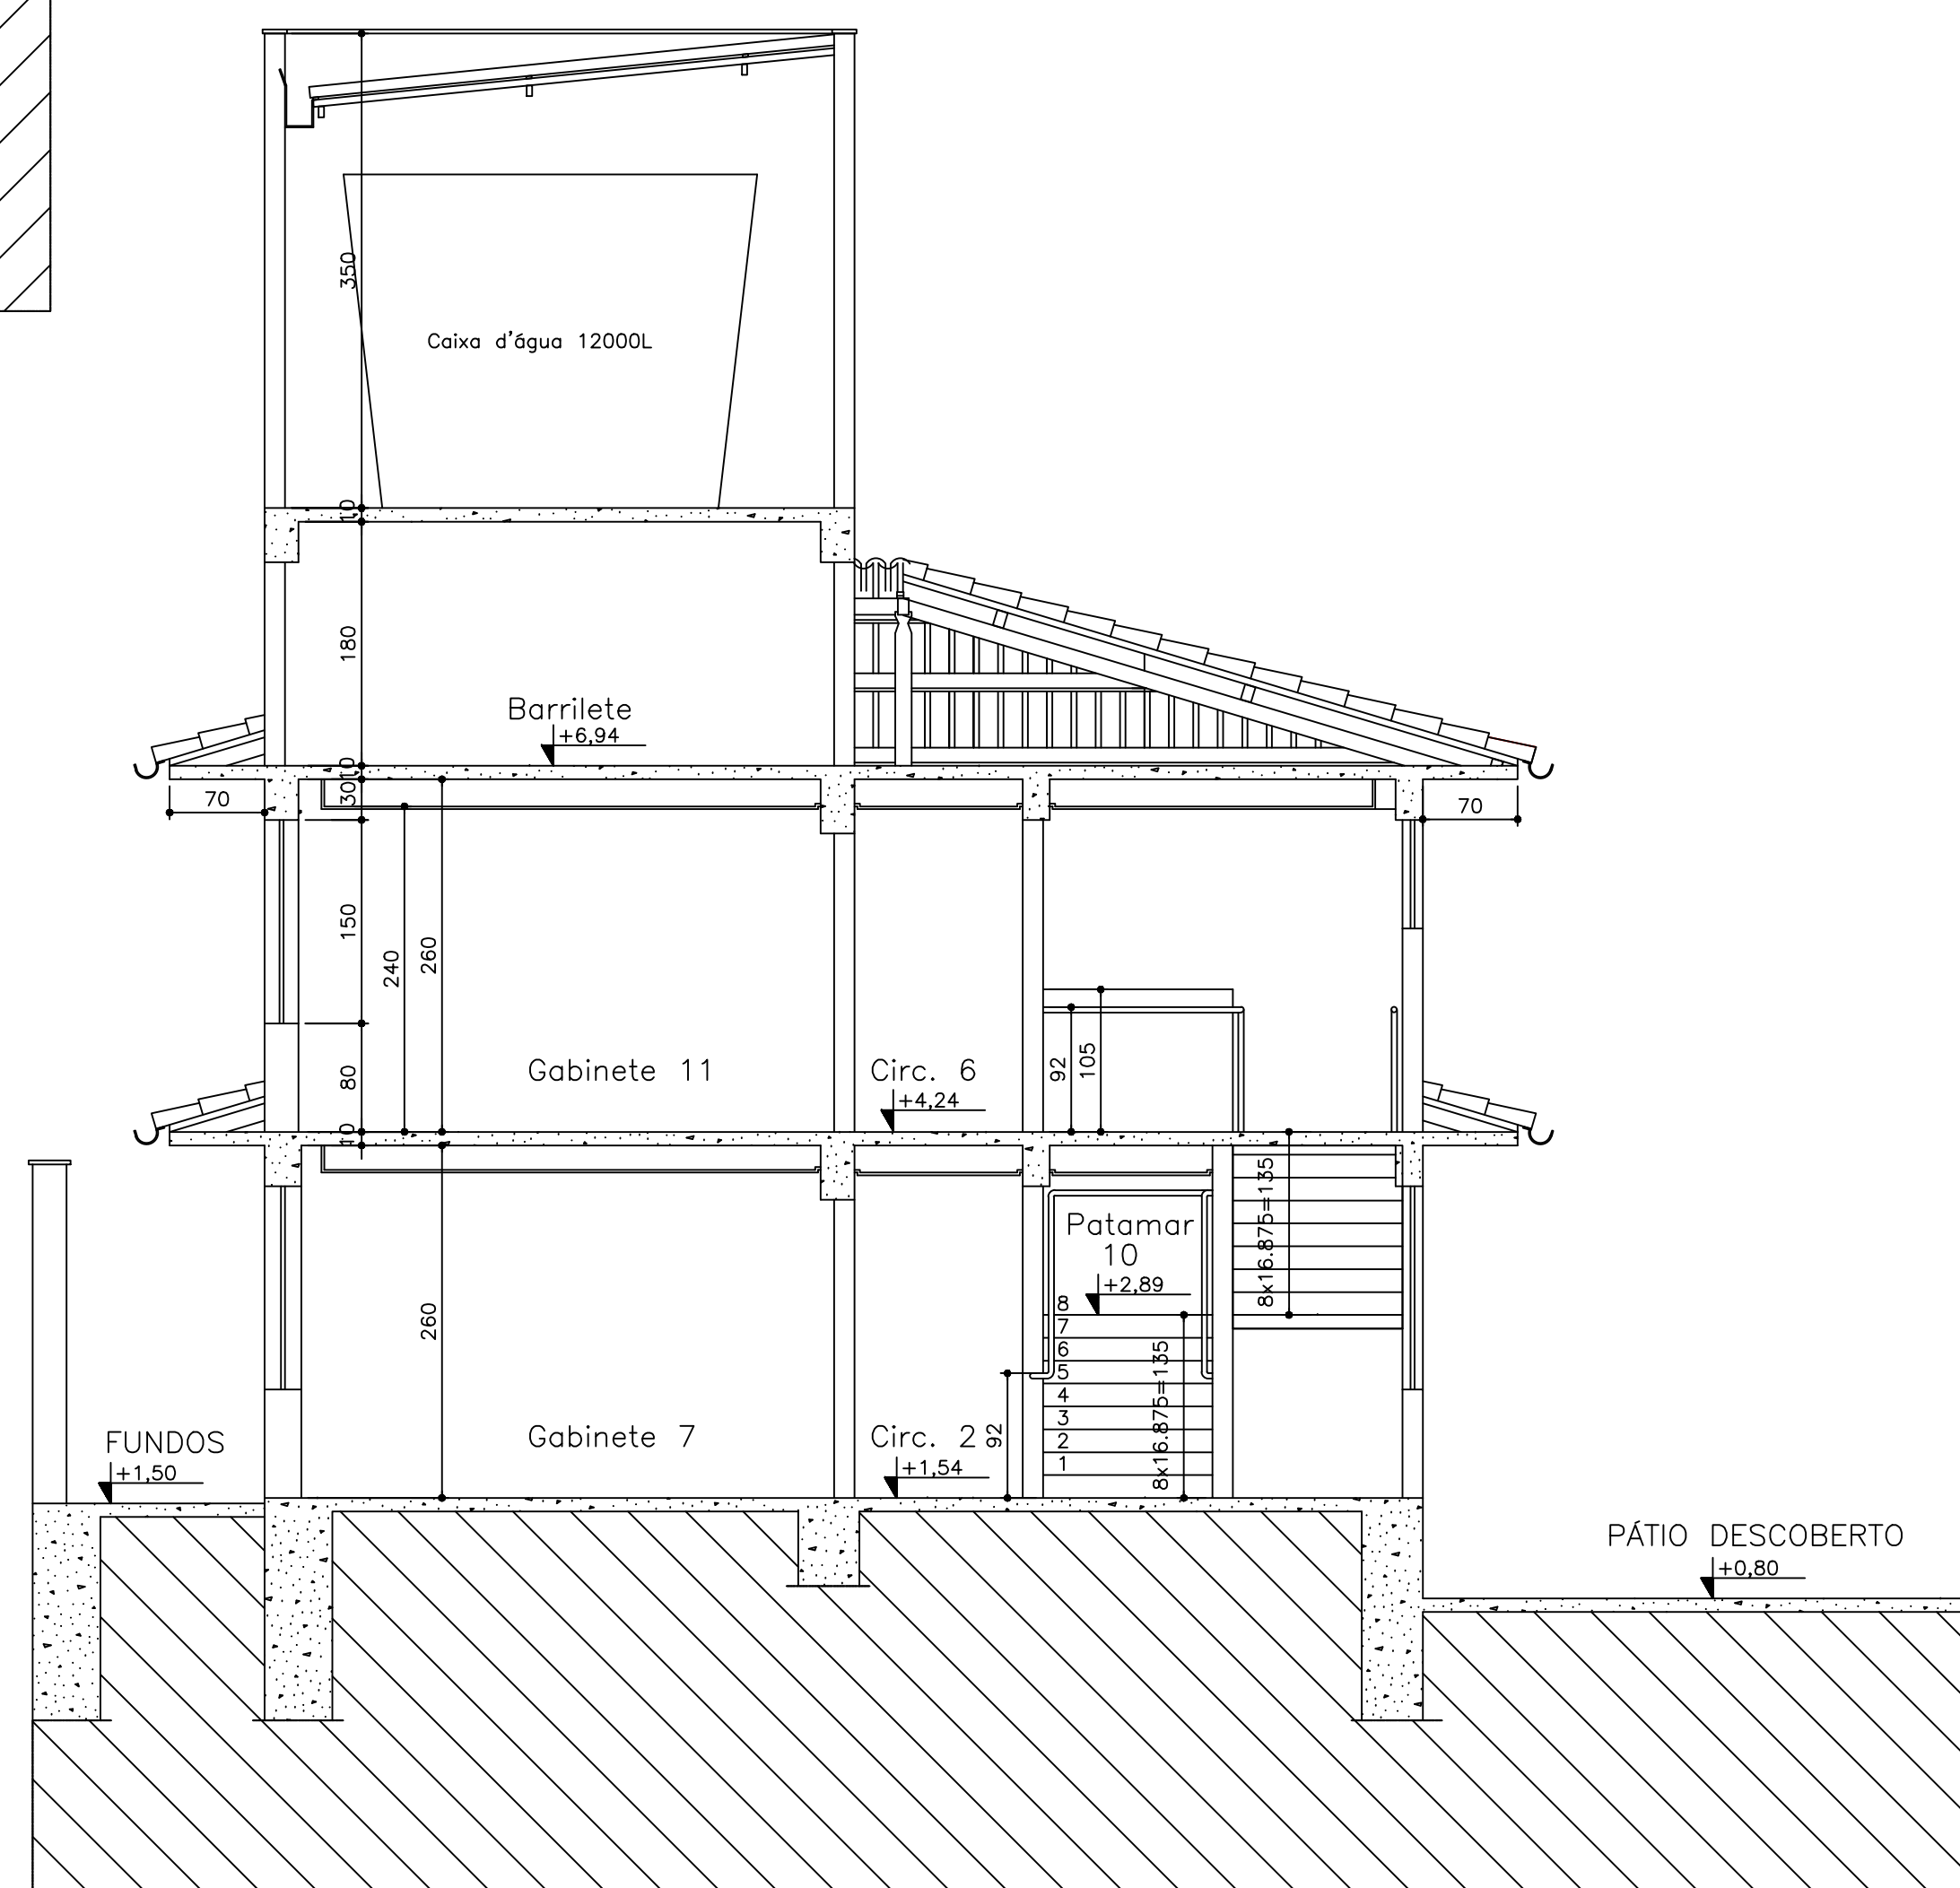 350
Caixa d'água 12000L
10
180
Barrilete
+6,94
10
30
70
70
150
240
260
92
105
80
Gabinete 11
Circ. 6
+4,24
10
8x16.875=135
Patamar
10
+2,89
8
7
6
5
4
3
2
1
8x16.875=135
260
92
Gabinete 7
Circ. 2
+1,54
FUNDOS
+1,50
PÁTIO DESCOBERTO
+0,80